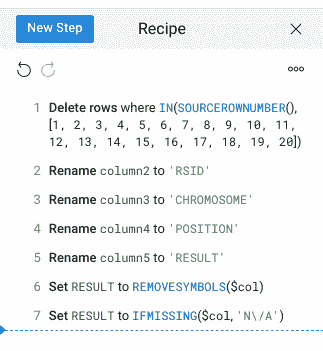 New Step Recipe
1 Delete rows where IN(SOURCEROWNUMBER(),
[1, 2, 3, 4, 5, 6, 7, 8, 9, 10, 11,
12, 13, 14, 15, 16, 17, 18, 19, 20])
2 Rename column2 to 'RSID'
3 Rename column3 to 'CHROMOSOME'
4 Rename column4 to 'POSITION'
5 Rename column5 to 'RESULT'
6 Set RESULT to REMOVESYMBOLS($col)
7 Set RESULT to IFMISSING($col, 'N\/A')